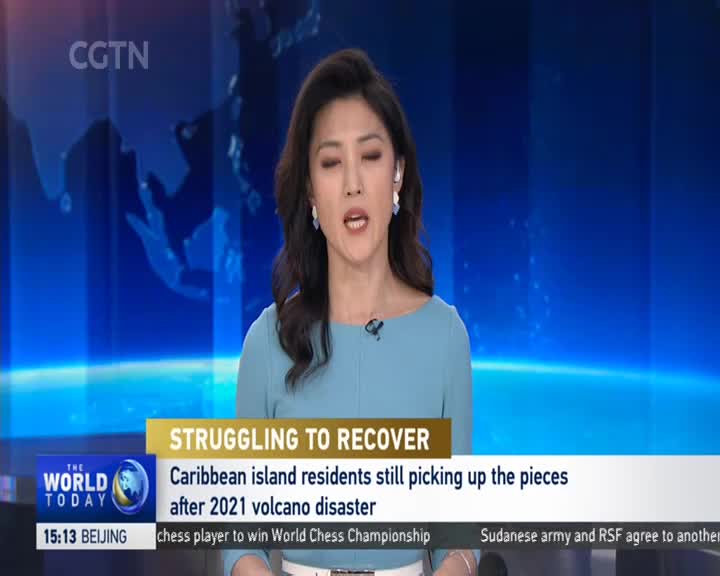 CGTN
STRUGGLING TO RECOVER
Caribbean island residents still picking up the pieces
after 2021 volcano disaster
THE
WORLD
TODAY
15:13 BEIJING
chess player to win World Chess Championship Sudanese army and RSF agree to another